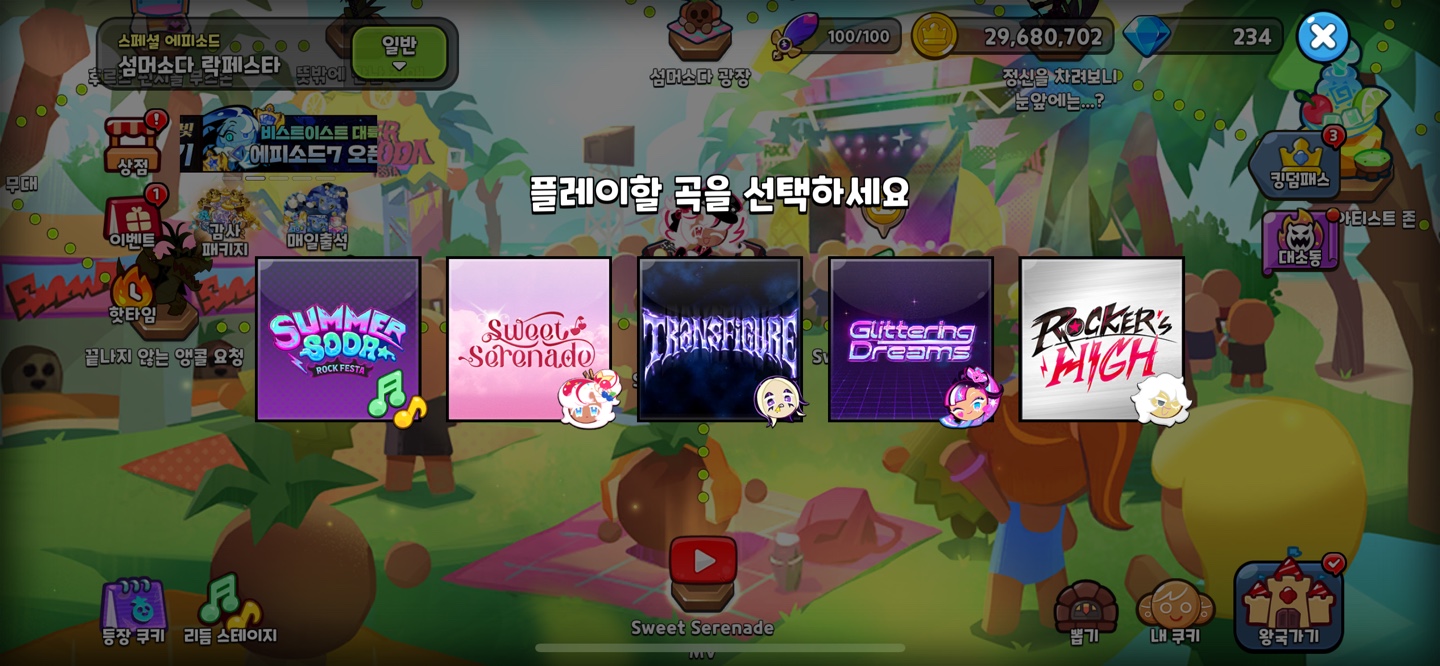 스페셜 에피소드
섬머소다 락페스타
일반
섬머소다 광장
100/100
29,680,702
234
정신을 차려보니
눈앞에는...?
상점
비스트이스트 대륙
에피소드7 오픈
SODA
무대
플레이할 곡을 선택하세요
3
킹덤패스
1
이벤트
감사
패키지
매일출석
아티스트 존
대소동
핫타임
끝나지 않는 앵콜 요청
SUMMER
SODA
ROCK FESTA
Sweet
Serenade
TRANSFIGURE
Glittering
Dreams
ROCKER's
HIGH
Sweet Serenade
MV
등장 쿠키
리듬 스테이지
뽑기
내 쿠키
왕국가기